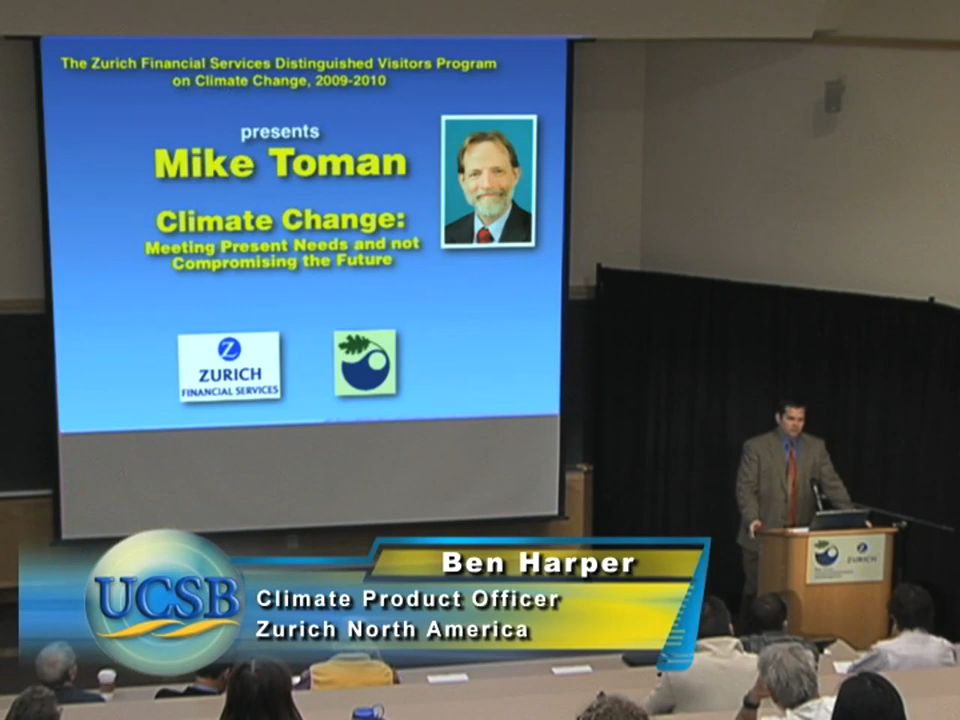 The Zurich Financial Services Distinguished Visitors Program
on Climate Change, 2009-2010
presents
Mike Toman
Climate Change:
Meeting Present Needs and not
Compromising the Future
Z
ZURICH
FINANCIAL SERVICES
ZURICH
UCSB
Ben Harper
Climate Product Officer
Zurich North America